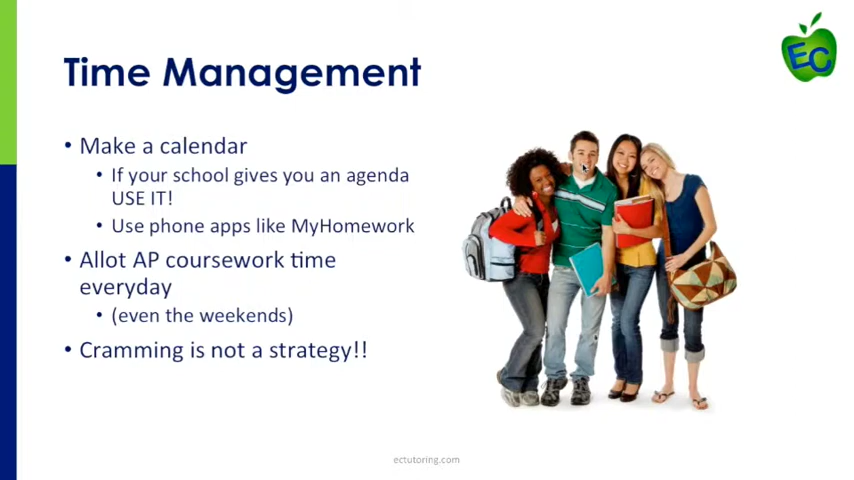 EC
Time Management
• Make a calendar
• If your school gives you an agenda
USE IT!
• Use phone apps like MyHomework
• Allot AP coursework time
everyday
• (even the weekends)
• Cramming is not a strategy!!
ectutoring.com